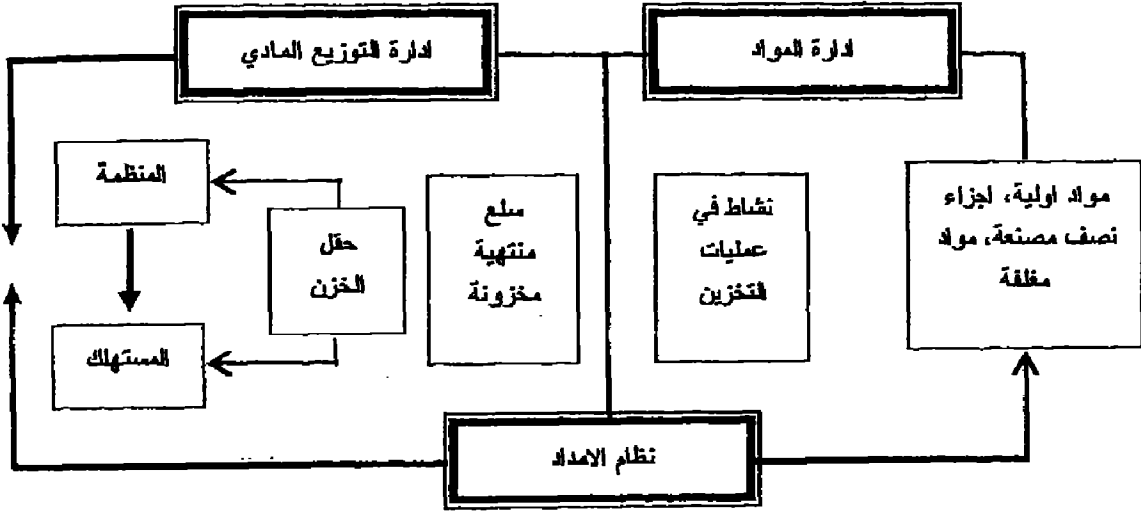 ادارة المواد
ادارة التوزيع المادي
مواد اولية، اجزاء
نصف مصنعة، مواد
مغلقة
نشاط في
عمليات
التخزين
سلع
منتهية
مخزونة
حقل
الخزن
المنظمة
المستهلك
نظام الامداد